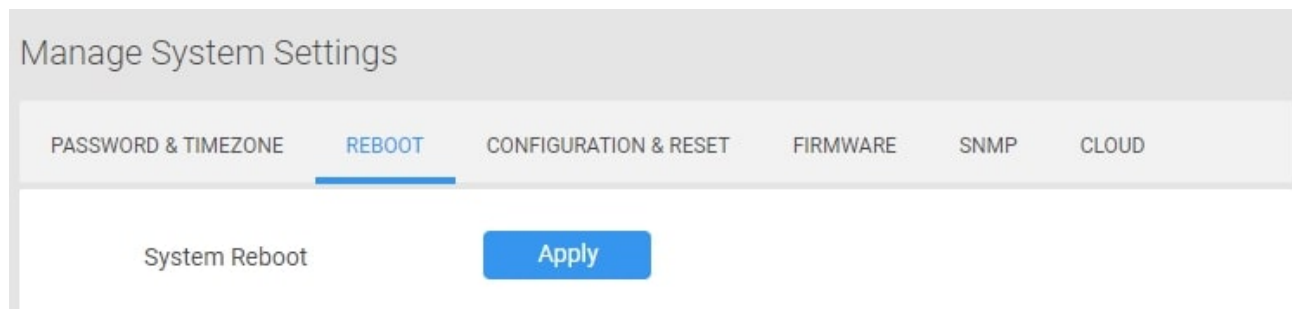 Manage System Settings
PASSWORD & TIMEZONE REBOOT CONFIGURATION & RESET FIRMWARE SNMP CLOUD
System Reboot Apply